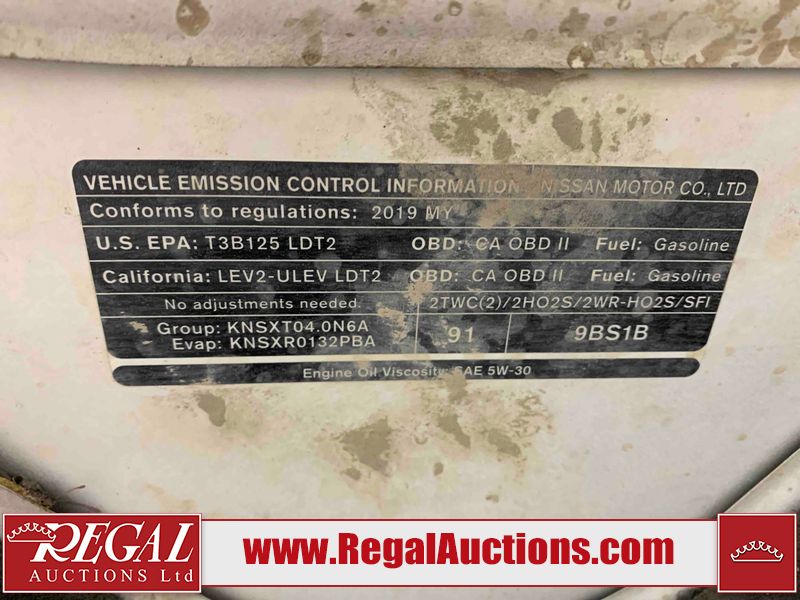 VEHICLE EMISSION CONTROL INFORMATION NISSAN MOTOR CO., LTD
Conforms to regulations: 2019 MY
U.S. EPA: T3B125 LDT2 OBD: CA OBD II Fuel: Gasoline
California: LEV2-ULEV LDT2 OBD: CA OBD II Fuel: Gasoline
No adjustments needed. 2TWC(2)/2HO2S/2WR-HO2S/SFI
Group: KNSXT04.0N6A
Evap: KNSXR0132PBA
91
9BS1B
Engine Oil Viscosity: SAE 5W-30
REGAL
AUCTIONS Ltd
www.RegalAuctions.com